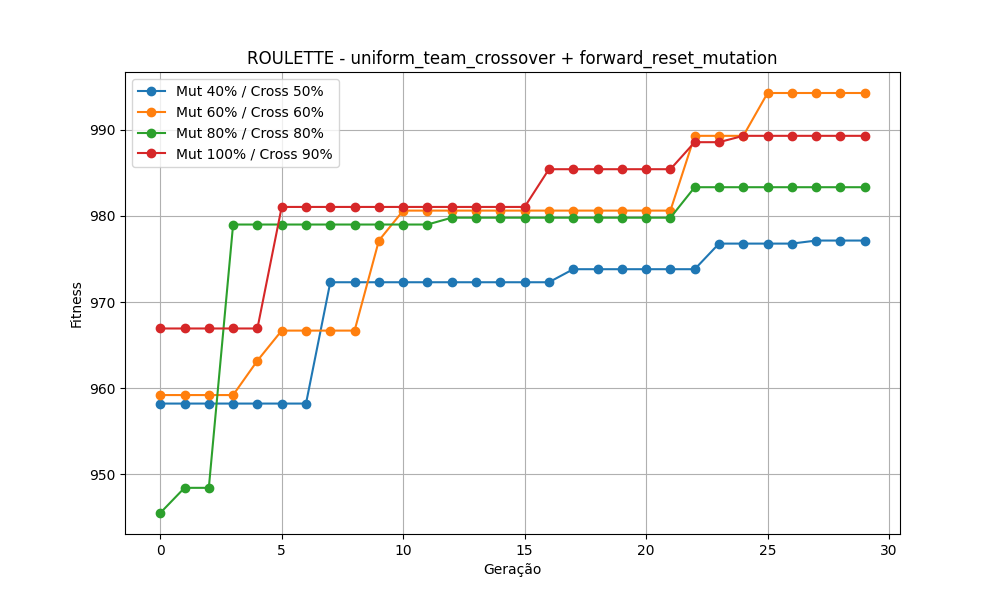 ROULETTE - uniform_team_crossover + forward_reset_mutation
Mut 40% / Cross 50%
Mut 60% / Cross 60%
Mut 80% / Cross 80%
Mut 100% / Cross 90%
Fitness
990
980
970
960
950
0 5 10 15 20 25 30
Geração